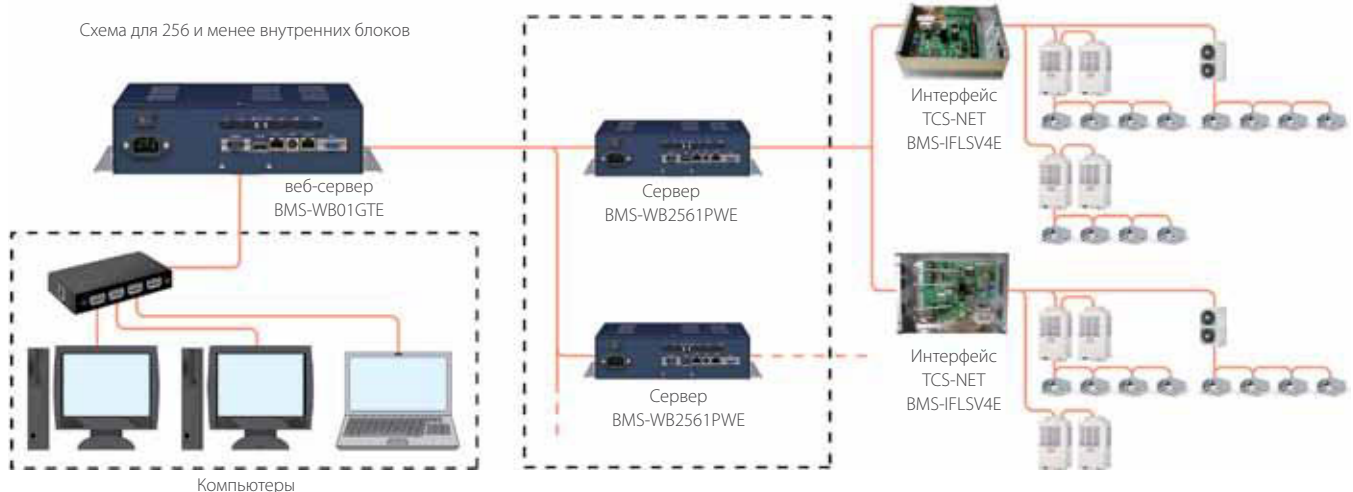 Схема для 256 и менее внутренних блоков
веб-сервер
BMS-WB01GTE
Сервер
BMS-WB2561PWE
Интерфейс
TCS-NET
BMS-IFLSV4E
Сервер
BMS-WB2561PWE
Интерфейс
TCS-NET
BMS-IFLSV4E
Компьютеры